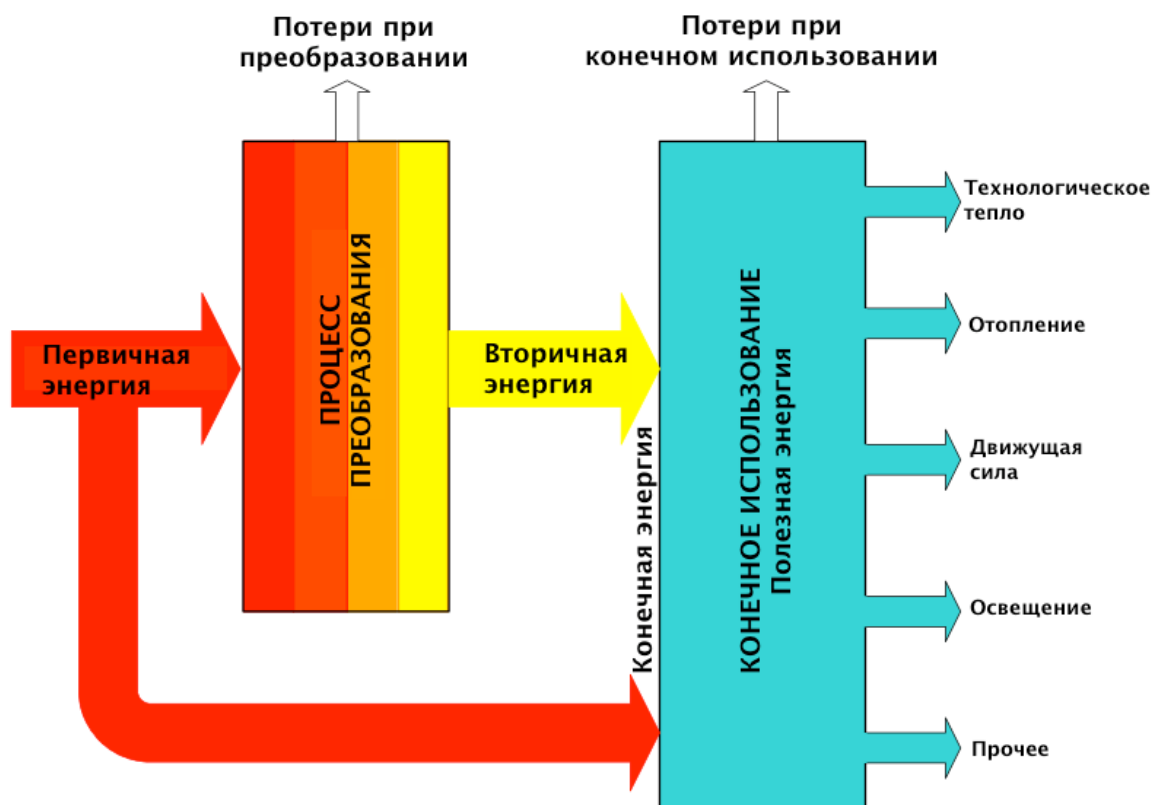 Потери при
преобразовании
Потери при
конечном использовании
Первичная
энергия
ПРОЦЕСС
ПРЕОБРАЗОВАНИЯ
Вторичная
энергия
Конечная энергия
КОНЕЧНОЕ ИСПОЛЬЗОВАНИЕ
Полезная энергия
Технологическое
тепло
Отопление
Движущая
сила
Освещение
Прочее